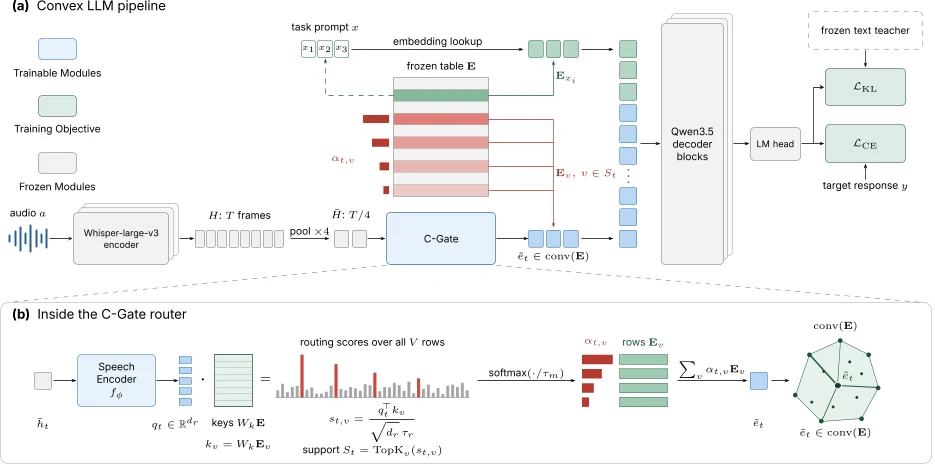 (a) Convex LLM pipeline
Trainable Modules
Training Objective
Frozen Modules
task prompt x
x₁ x₂ x₃
embedding lookup
frozen table E
E_{x_i}
α_{t,v}
E_v, v ∈ S_t
audio a
Whisper-large-v3
encoder
H: T frames
pool ×4
H̄: T/4
C-Gate
ẽ_t ∈ conv(E)
Qwen3.5
decoder
blocks
LM head
frozen text teacher
ℒ_KL
ℒ_CE
target response y
(b) Inside the C-Gate router
h̄_t
Speech
Encoder
f_ϕ
q_t ∈ ℝ^{d_r}
·
keys W_k E
k_v = W_k E_v
=
routing scores over all V rows
s_{t,v} = q_t^⊤ k_v / (√d_r τ_r)
support S_t = TopK_v(s_{t,v})
softmax(·/τ_m)
α_{t,v}
rows E_v
∑_v α_{t,v} E_v
ẽ_t
conv(E)
ẽ_t
ẽ_t ∈ conv(E)